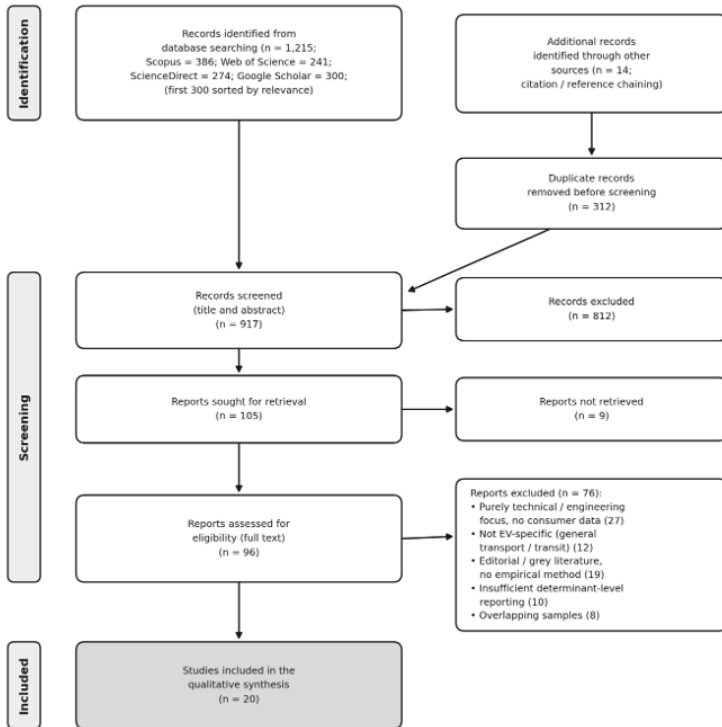 Identification
Records identified from
database searching (n = 1,215;
Scopus = 386; Web of Science = 241;
ScienceDirect = 274; Google Scholar = 300;
(first 300 sorted by relevance)
Additional records
identified through other
sources (n = 14;
citation / reference chaining)
Duplicate records
removed before screening
(n = 312)
Screening
Records screened
(title and abstract)
(n = 917)
Records excluded
(n = 812)
Reports sought for retrieval
(n = 105)
Reports not retrieved
(n = 9)
Reports assessed for
eligibility (full text)
(n = 96)
Reports excluded (n = 76):
• Purely technical / engineering
focus, no consumer data (27)
• Not EV-specific (general
transport / transit) (12)
• Editorial / grey literature,
no empirical method (19)
• Insufficient determinant-level
reporting (10)
• Overlapping samples (8)
Included
Studies included in the
qualitative synthesis
(n = 20)